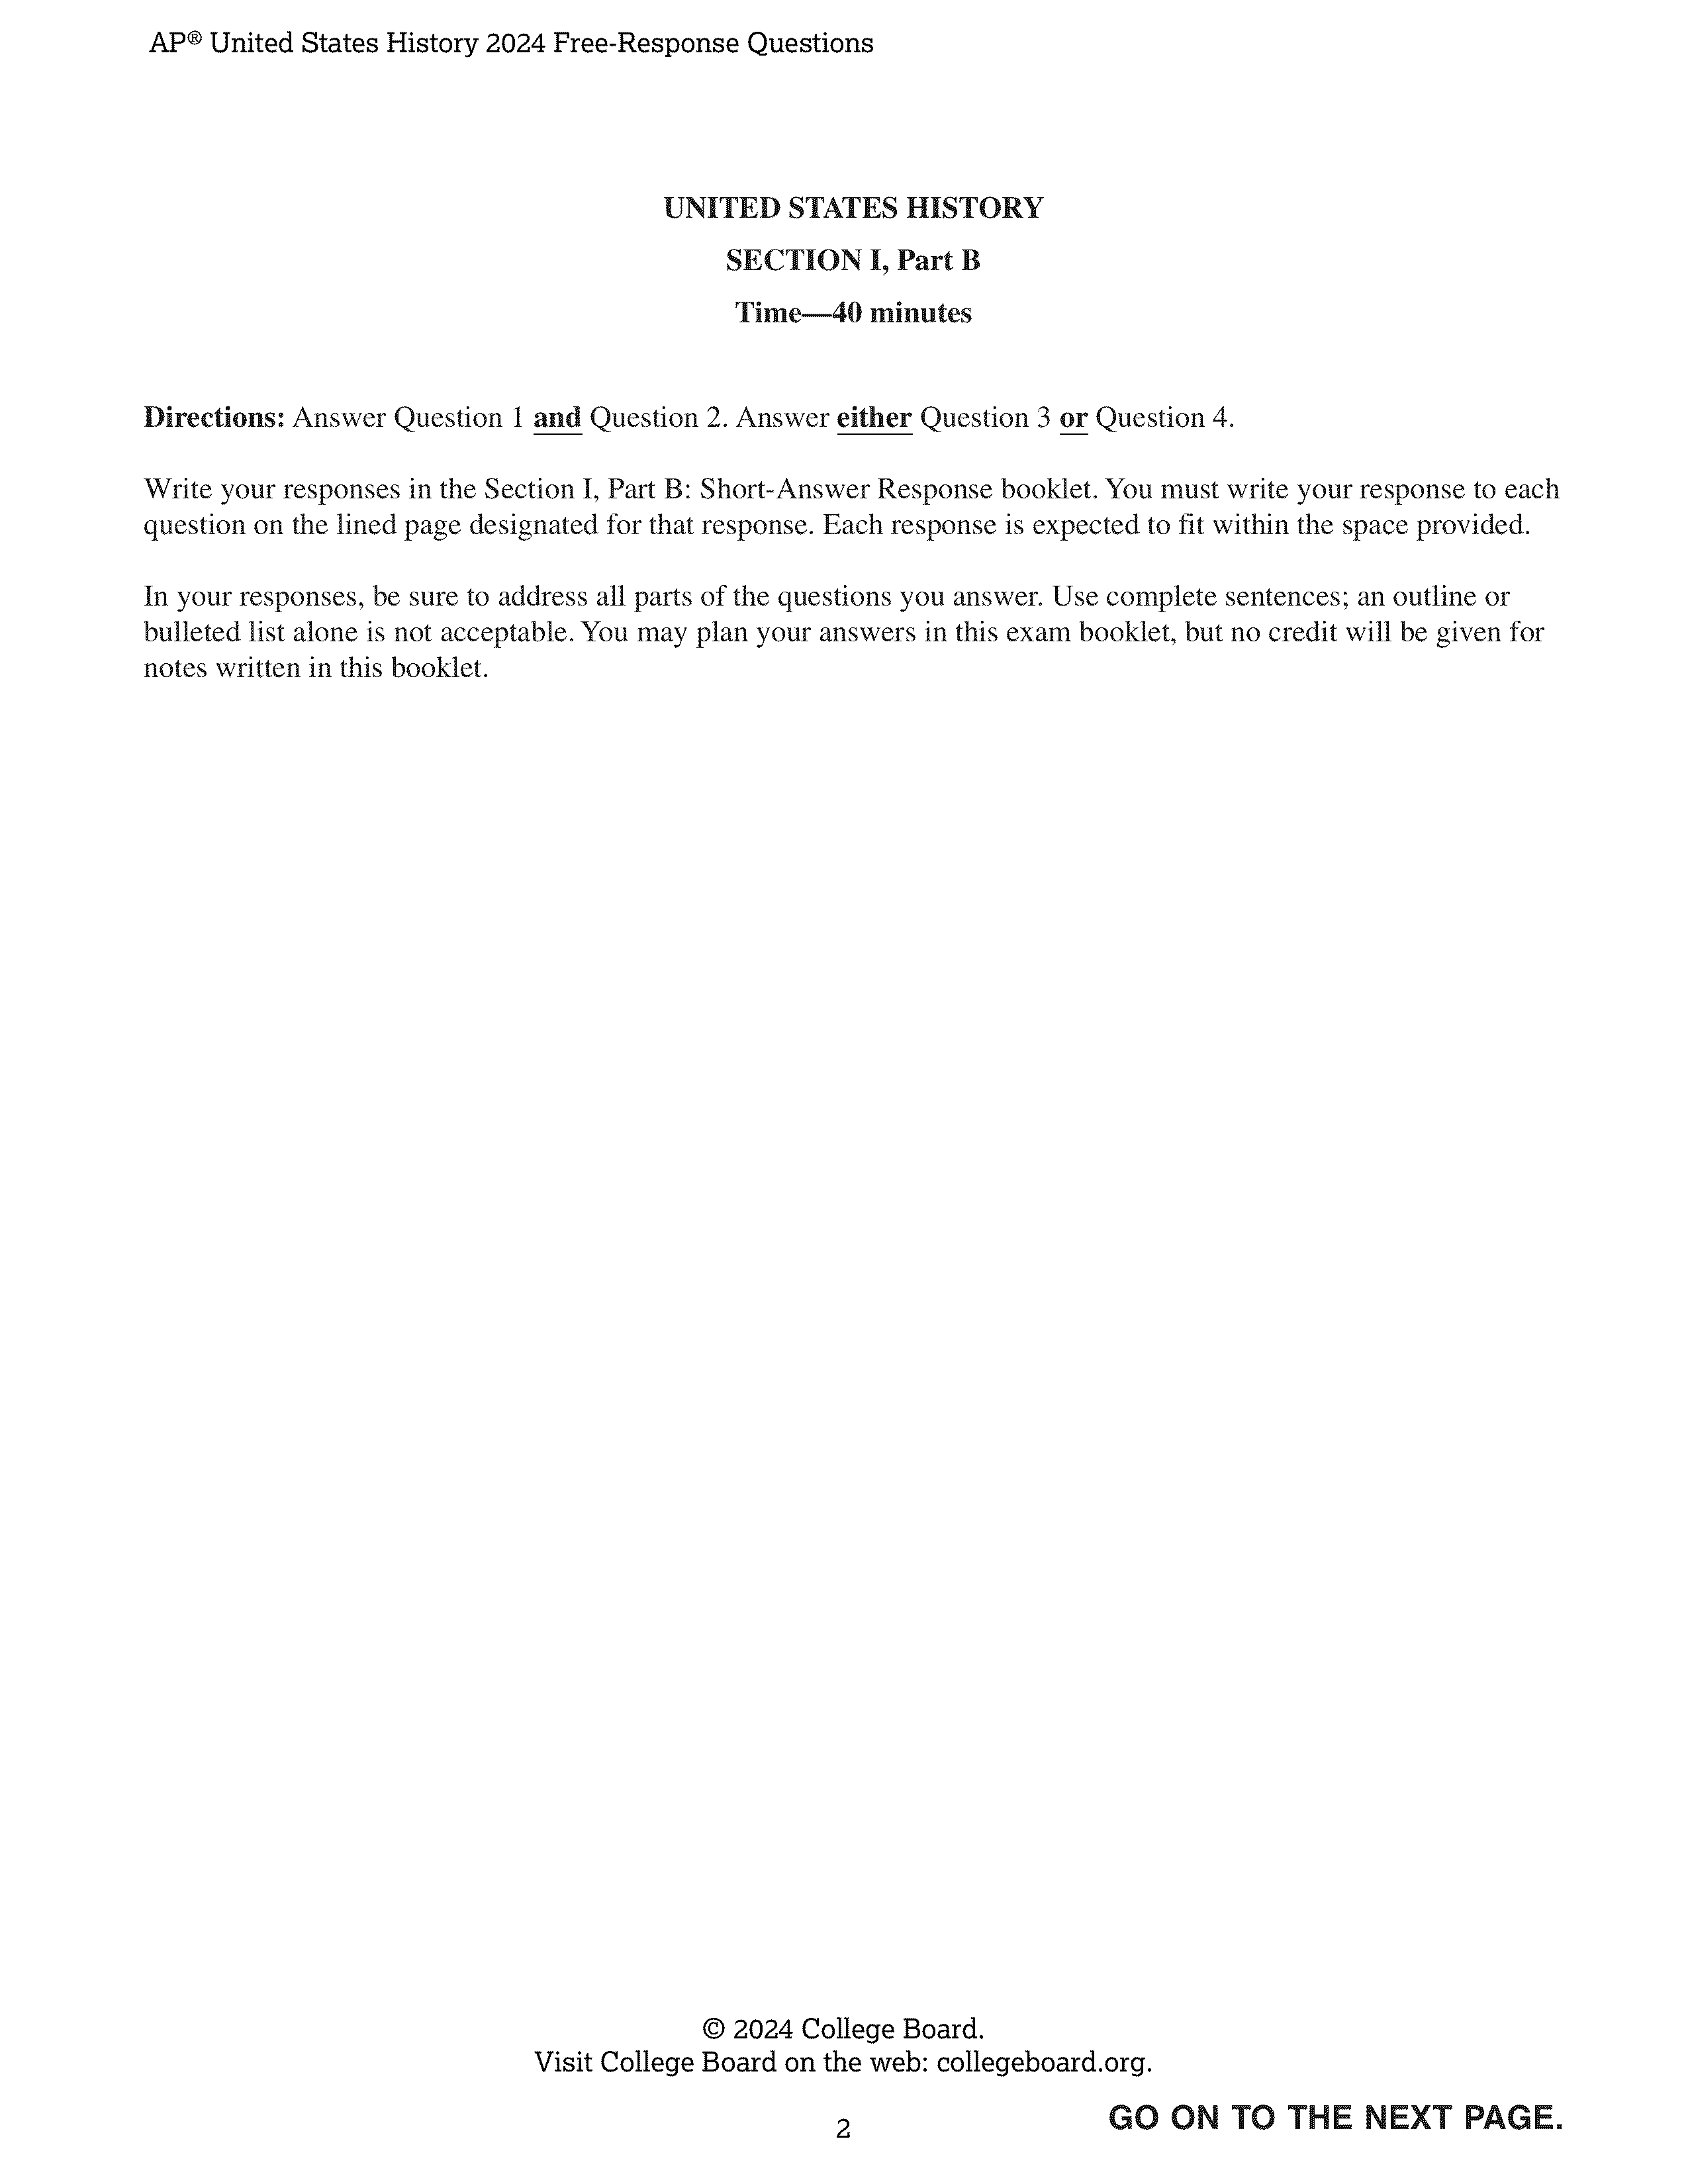 AP® United States History 2024 Free-Response Questions
UNITED STATES HISTORY
SECTION I, Part B
Time—40 minutes
Directions: Answer Question 1 and Question 2. Answer either Question 3 or Question 4.
Write your responses in the Section I, Part B: Short-Answer Response booklet. You must write your response to each
question on the lined page designated for that response. Each response is expected to fit within the space provided.
In your responses, be sure to address all parts of the questions you answer. Use complete sentences; an outline or
bulleted list alone is not acceptable. You may plan your answers in this exam booklet, but no credit will be given for
notes written in this booklet.
© 2024 College Board.
Visit College Board on the web: collegeboard.org.
GO ON TO THE NEXT PAGE.
2